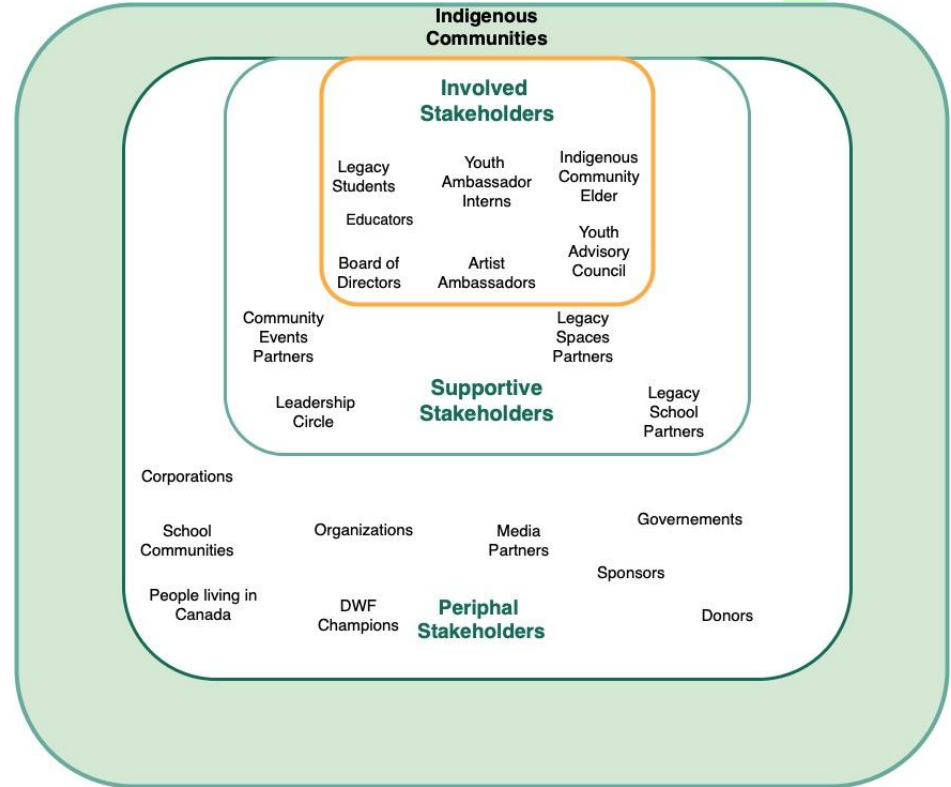 Indigenous
Communities
Involved
Stakeholders
Legacy
Students
Youth
Ambassador
Interns
Indigenous
Community
Elder
Educators
Youth
Advisory
Council
Board of
Directors
Artist
Ambassadors
Community
Events
Partners
Legacy
Spaces
Partners
Supportive
Stakeholders
Leadership
Circle
Legacy
School
Partners
Corporations
School
Communities
Organizations
Media
Partners
Governements
Sponsors
People living in
Canada
DWF
Champions
Periphal
Stakeholders
Donors